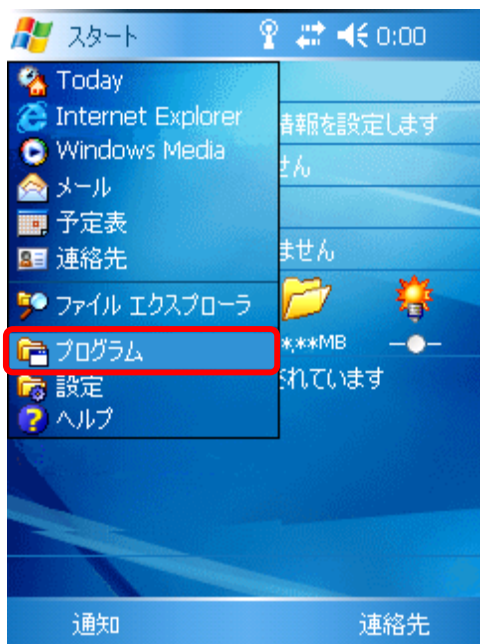 スタート 0:00
Today
Internet Explorer
情報を設定します
Windows Media
せん
メール
予定表
連絡先
ません
ファイル エクスプローラ
プログラム
*.**MB
設定
されています
ヘルプ
通知 連絡先